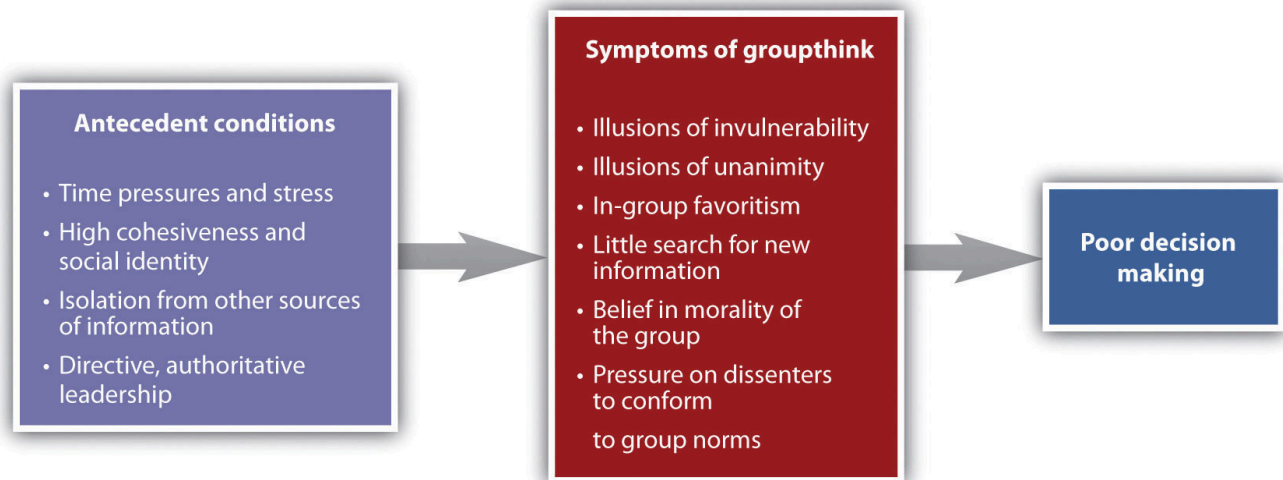 Antecedent conditions
• Time pressures and stress
• High cohesiveness and
social identity
• Isolation from other sources
of information
• Directive, authoritative
leadership
Symptoms of groupthink
• Illusions of invulnerability
• Illusions of unanimity
• In-group favoritism
• Little search for new
information
• Belief in morality of
the group
• Pressure on dissenters
to conform
to group norms
Poor decision
making